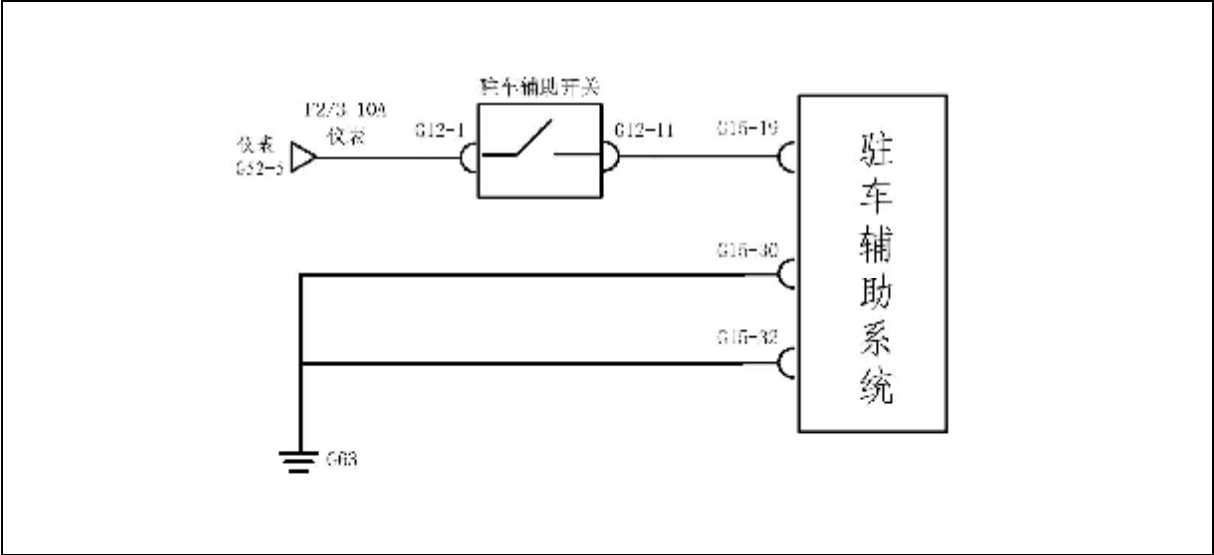 驻车辅助开关
F2/3 10A
仪表
G12-1
G12-11
G15-19
仪表
G52-5
驻车辅助系统
G15-30
G15-32
G63